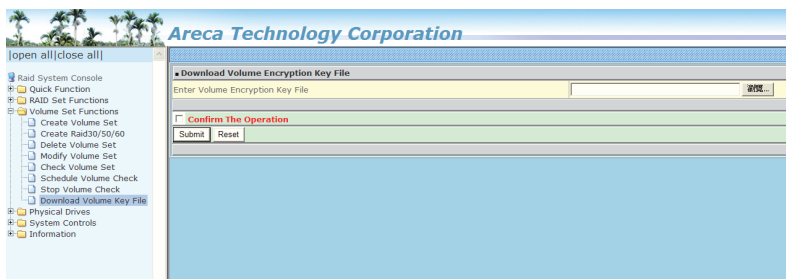 Areca Technology Corporation
|open all|close all|
Raid System Console
Quick Function
RAID Set Functions
Volume Set Functions
Create Volume Set
Create Raid30/50/60
Delete Volume Set
Modify Volume Set
Check Volume Set
Schedule Volume Check
Stop Volume Check
Download Volume Key File
Physical Drives
System Controls
Information
Download Volume Encryption Key File
Enter Volume Encryption Key File
瀏覽...
Confirm The Operation
Submit Reset